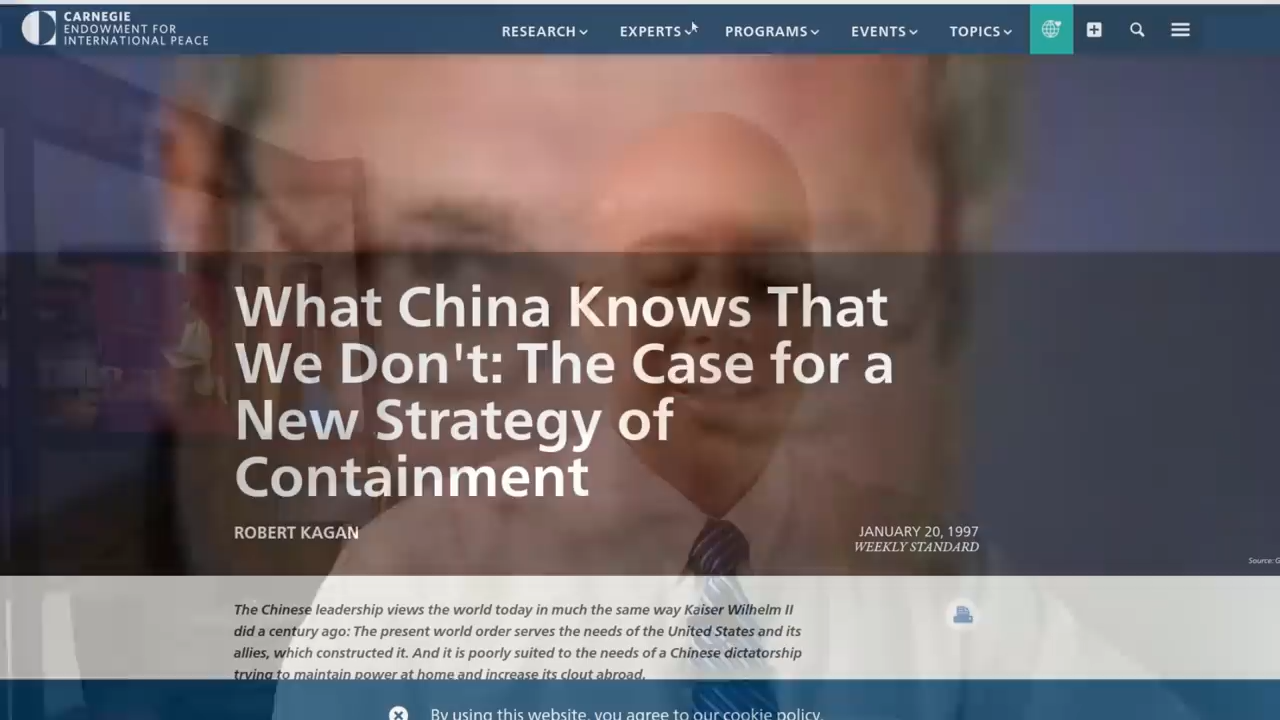 CARNEGIE
ENDOWMENT FOR
INTERNATIONAL PEACE
RESEARCH
EXPERTS
PROGRAMS
EVENTS
TOPICS
What China Knows That
We Don't: The Case for a
New Strategy of
Containment
ROBERT KAGAN
JANUARY 20, 1997
WEEKLY STANDARD
Source:
The Chinese leadership views the world today in much the same way Kaiser Wilhelm II
did a century ago: The present world order serves the needs of the United States and its
allies, which constructed it. And it is poorly suited to the needs of a Chinese dictatorship
trying to maintain power at home and increase its clout abroad.
By using this website, you agree to our cookie policy.